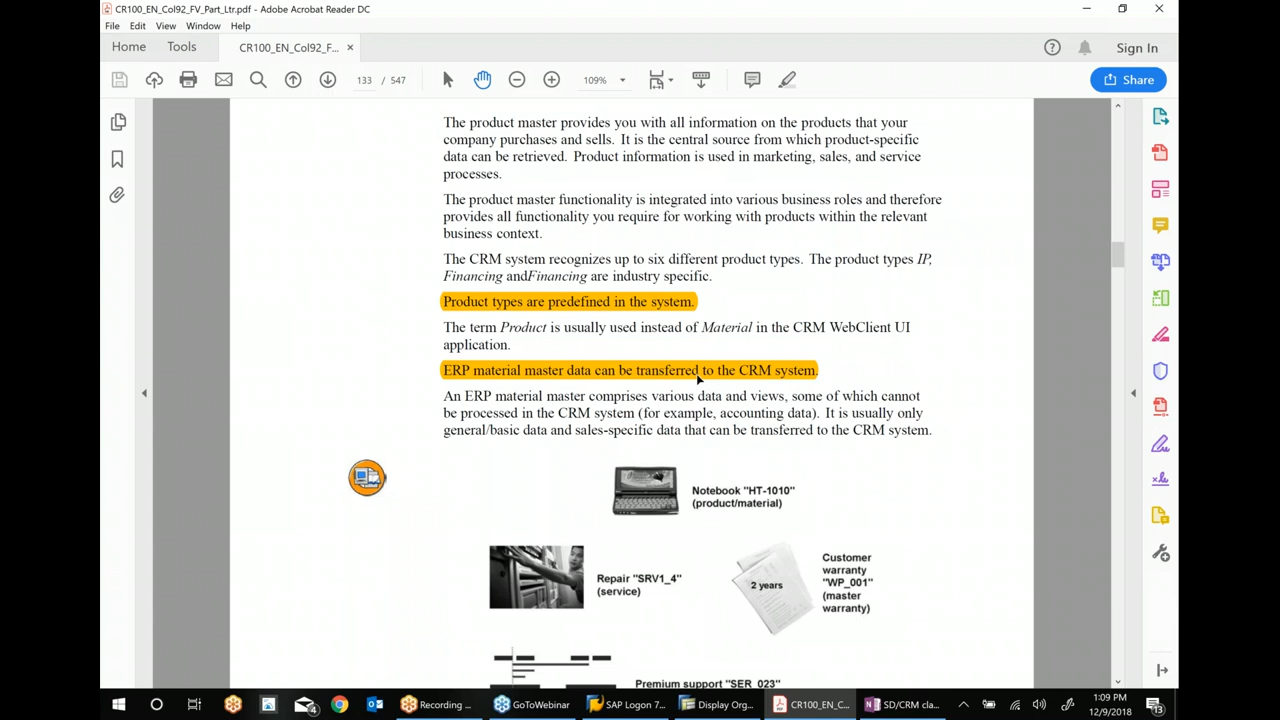 CR100_EN_Col92_FV_Part_Ltr.pdf - Adobe Acrobat Reader DC
File Edit View Window Help
Home Tools CR100_EN_Col92_F... × Sign In
133 / 547 109% Share
The product master provides you with all information on the products that your
company purchases and sells. It is the central source from which product-specific
data can be retrieved. Product information is used in marketing, sales, and service
processes.
The product master functionality is integrated into various business roles and therefore
provides all functionality you require for working with products within the relevant
business context.
The CRM system recognizes up to six different product types. The product types IP,
Financing andFinancing are industry specific.
Product types are predefined in the system.
The term Product is usually used instead of Material in the CRM WebClient UI
application.
ERP material master data can be transferred to the CRM system.
An ERP material master comprises various data and views, some of which cannot
be processed in the CRM system (for example, accounting data). It is usually only
general/basic data and sales-specific data that can be transferred to the CRM system.
Notebook "HT-1010"
(product/material)
Repair "SRV1_4"
(service)
2 years
Customer
warranty
"WP_001"
(master
warranty)
Premium support "SER_023"
4 Recording ... GoToWebinar SAP Logon 7... Display Org... CR100_EN_C... SD/CRM cla... 1:09 PM
12/9/2018 13